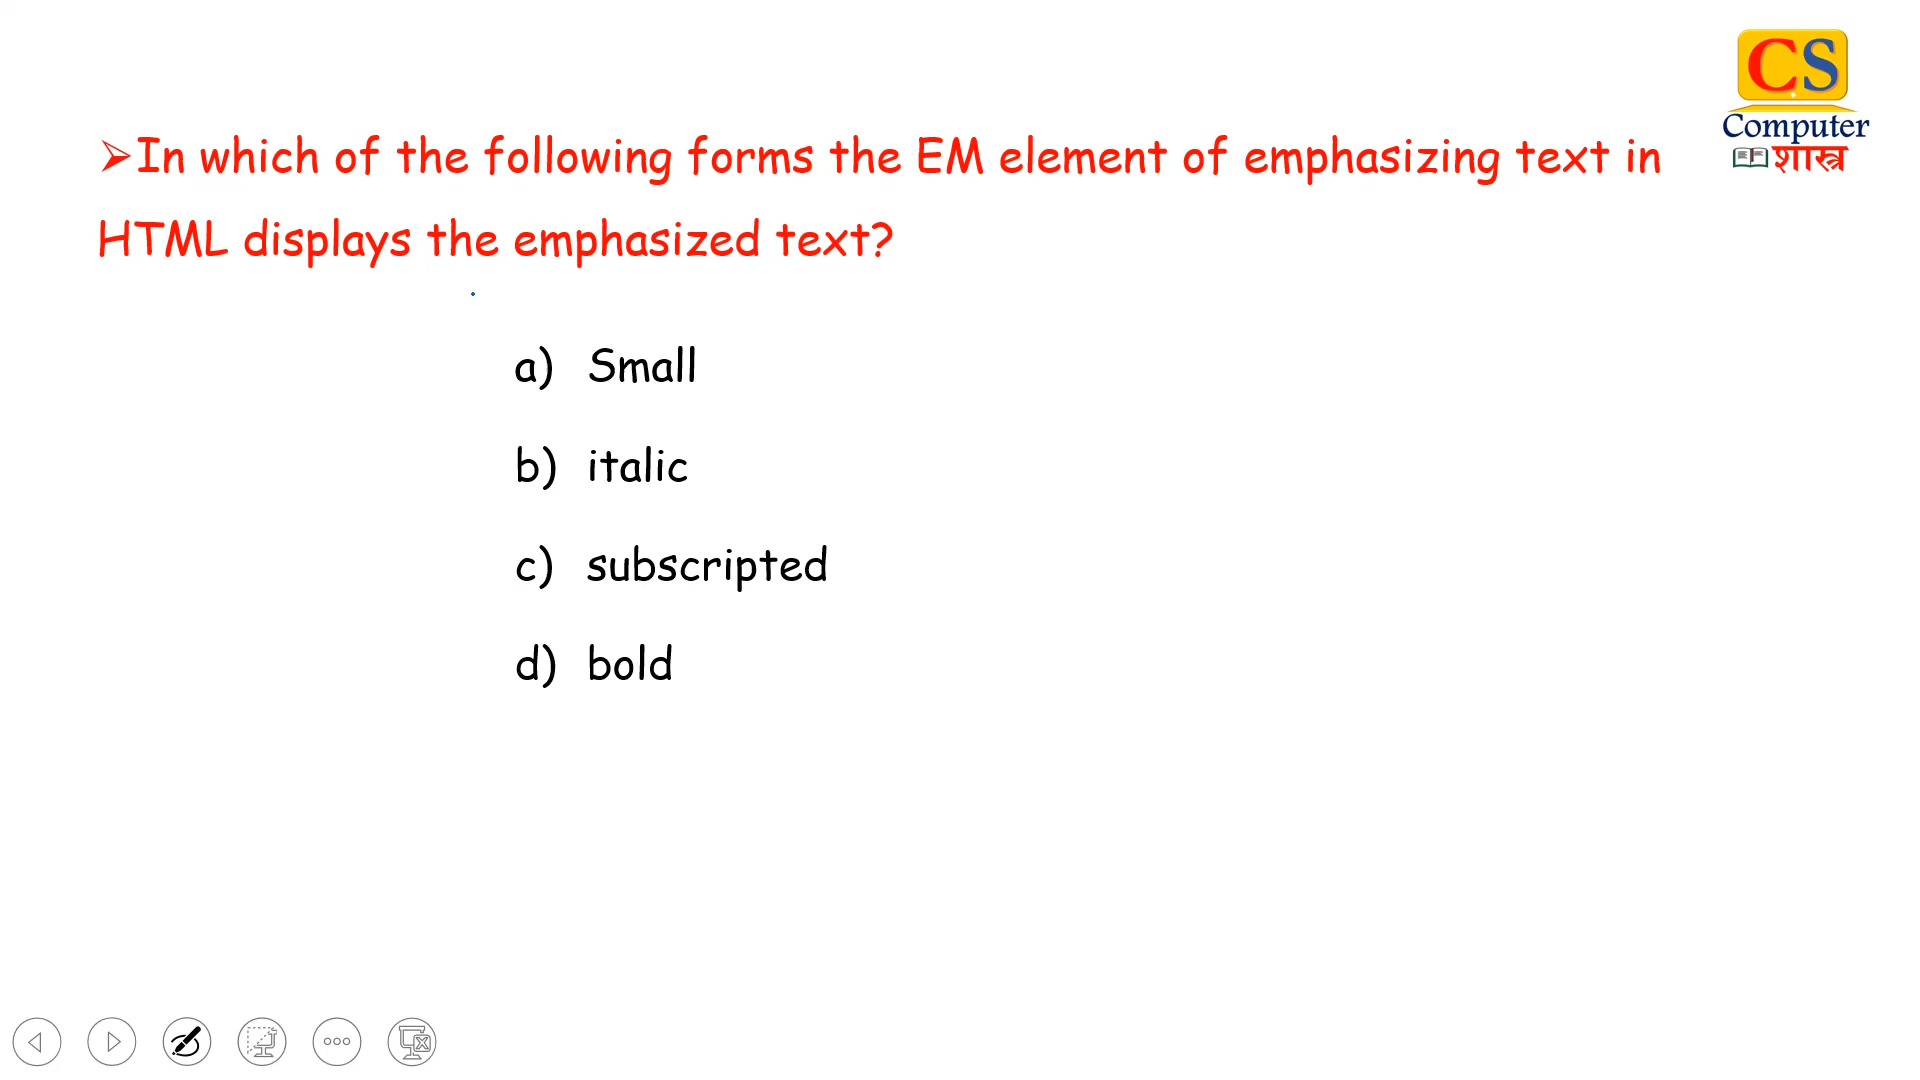 CS
Computer
शास्त्र
➢In which of the following forms the EM element of emphasizing text in
HTML displays the emphasized text?
a) Small
b) italic
c) subscripted
d) bold